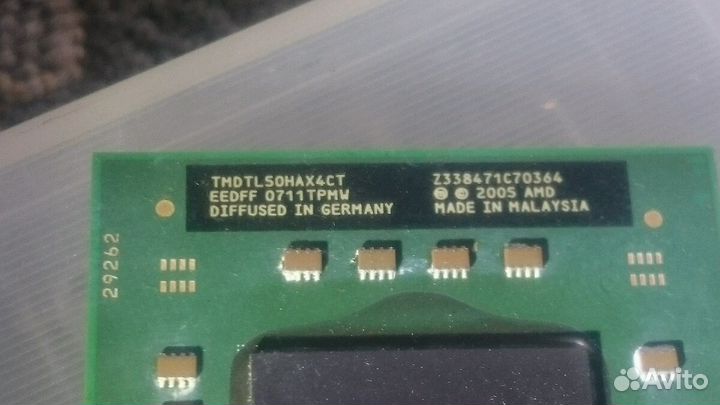 TMDTL50HAX4CT
EEDFF 0711TPMW
DIFFUSED IN GERMANY
Z338471C70364
Ⓜ © 2005 AMD
MADE IN MALAYSIA
29262
Avito